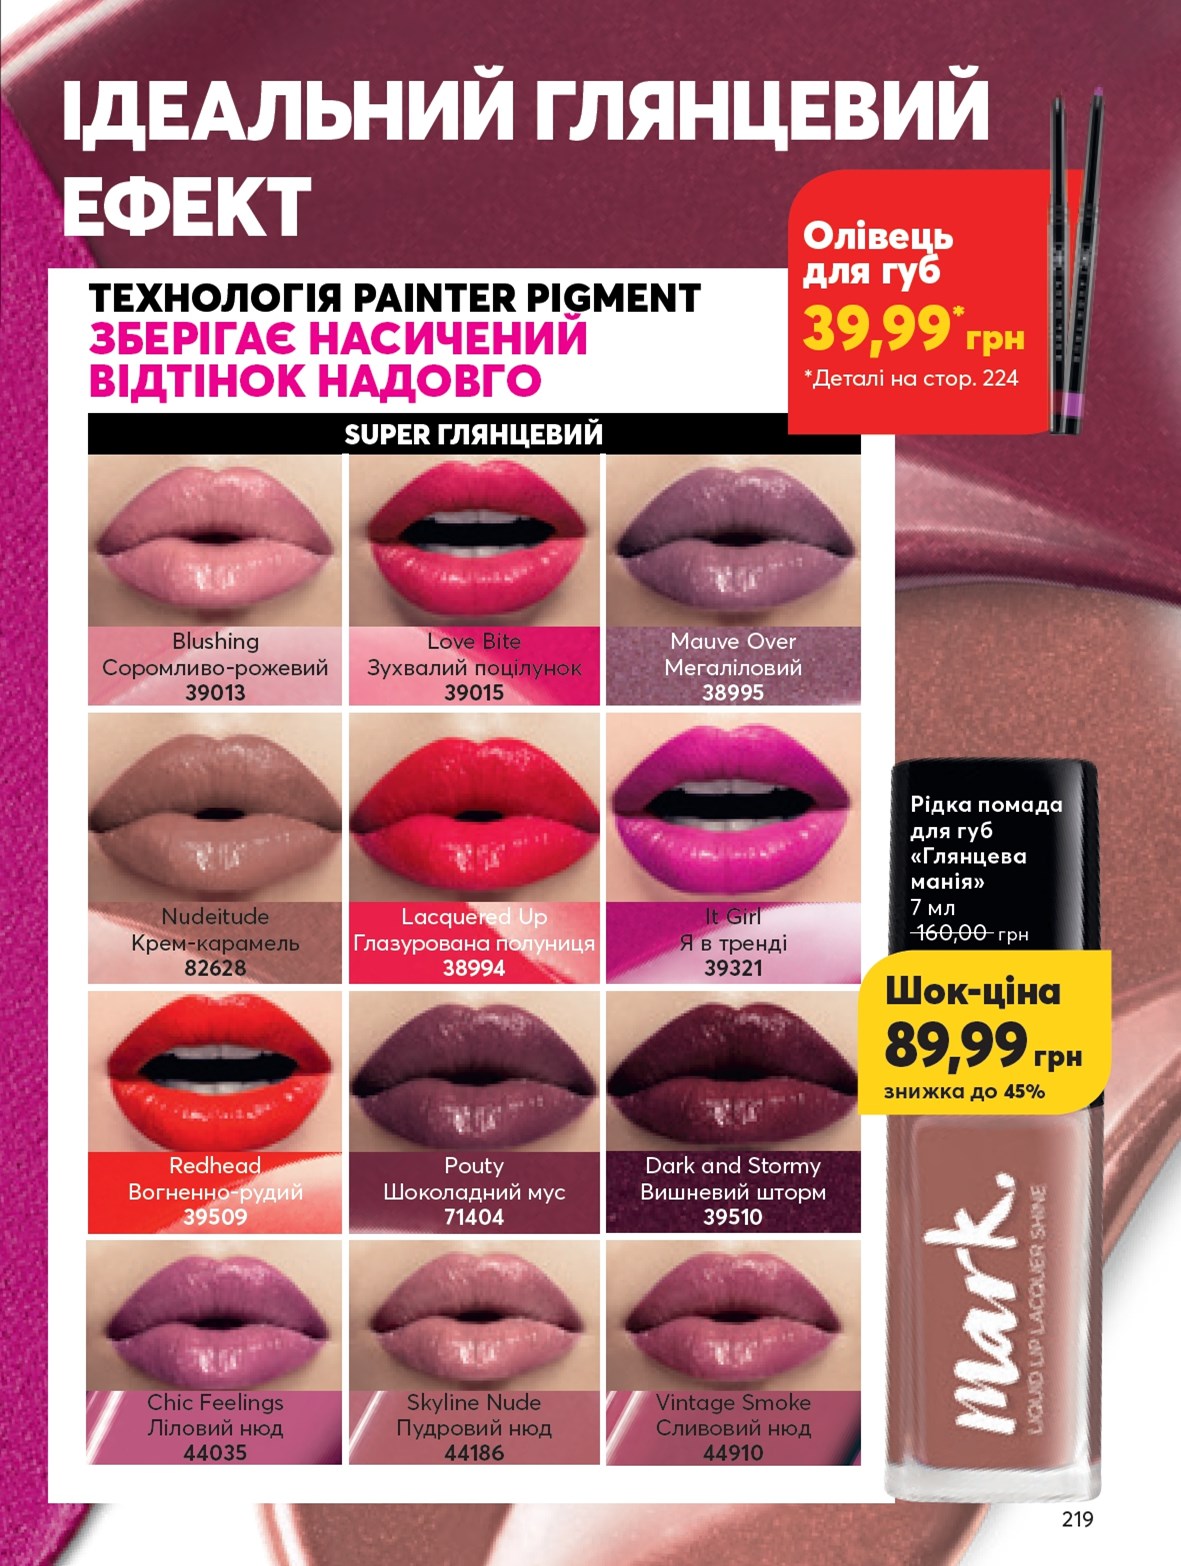 ІДЕАЛЬНИЙ ГЛЯНЦЕВИЙ
ЕФЕКТ
Олівець
для губ
39,99* грн
*Деталі на стор. 224
ТЕХНОЛОГІЯ PAINTER PIGMENT
ЗБЕРІГАЄ НАСИЧЕНИЙ
ВІДТІНОК НАДОВГО
SUPER ГЛЯНЦЕВИЙ
Blushing
Соромливо-рожевий
39013
Love Bite
Зухвалий поцілунок
39015
Mauve Over
Мегаліловий
38995
Nudeitude
Крем-карамель
82628
Lacquered Up
Глазурована полуниця
38994
It Girl
Я в тренді
39321
Redhead
Вогненно-рудий
39509
Pouty
Шоколадний мус
71404
Dark and Stormy
Вишневий шторм
39510
Chic Feelings
Ліловий нюд
44035
Skyline Nude
Пудровий нюд
44186
Vintage Smoke
Сливовий нюд
44910
Рідка помада
для губ
«Глянцева
манія»
7 мл
160,00 грн
Шок-ціна
89,99 грн
знижка до 45%
mark.
LIQUID LIP LACQUER SHINE
219